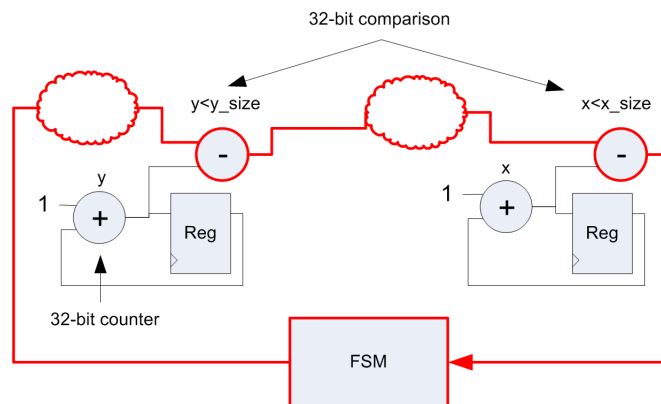 32-bit comparison
y<y_size
x<x_size
-
-
y
x
1
+
Reg
1
+
Reg
32-bit counter
FSM